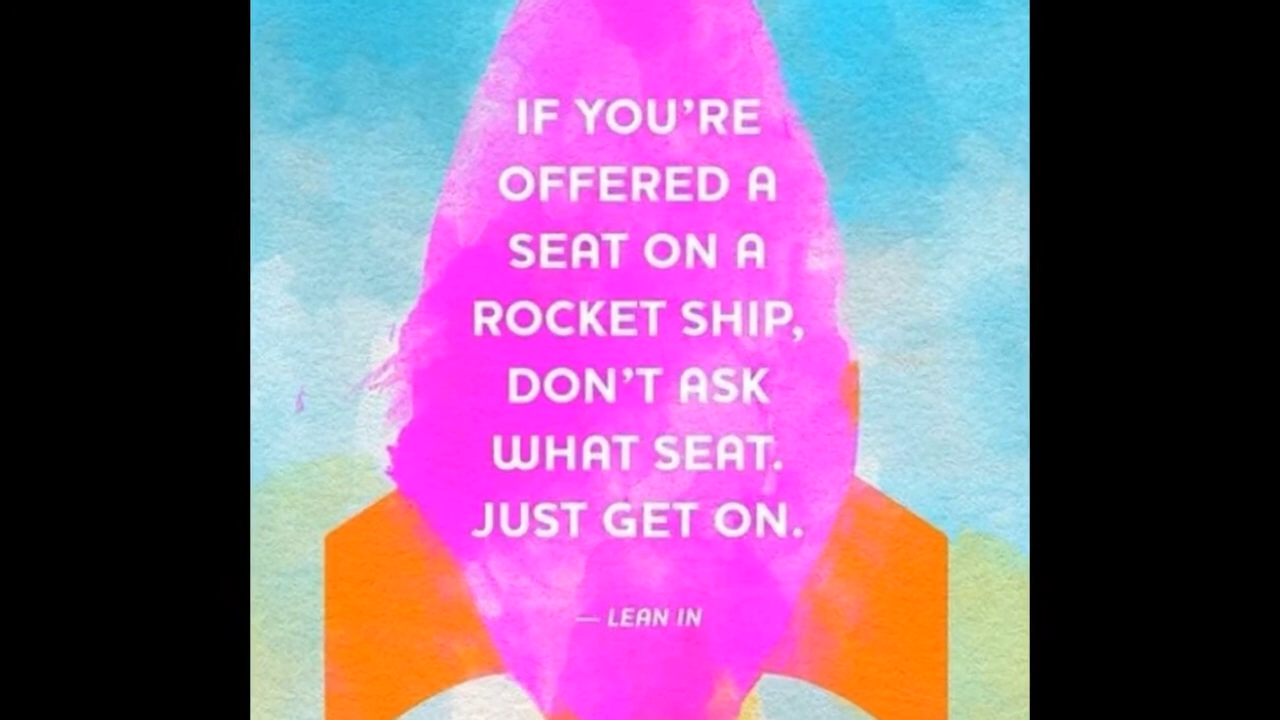 IF YOU’RE
OFFERED A
SEAT ON A
ROCKET SHIP,
DON’T ASK
WHAT SEAT.
JUST GET ON.
— LEAN IN